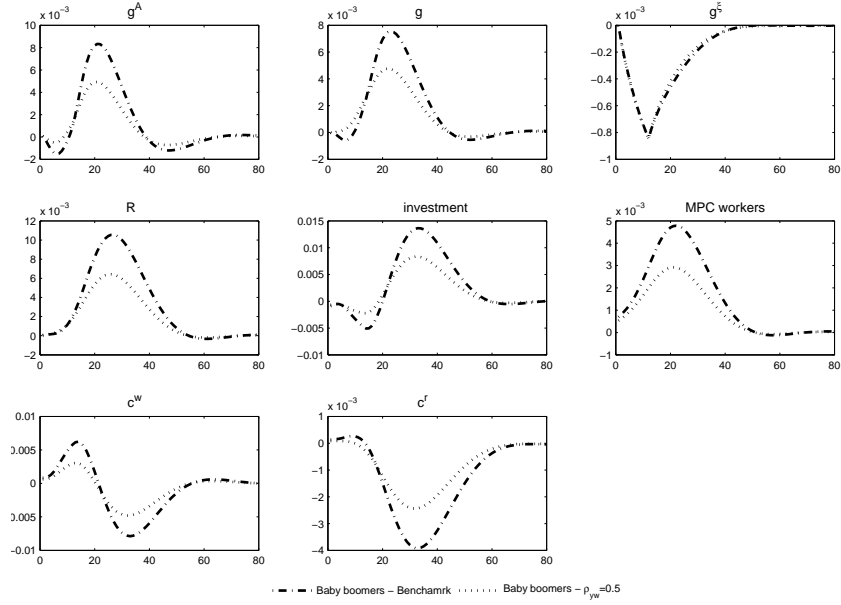 g^A
x 10^-3
10
8
6
4
2
0
−2
0 20 40 60 80
g
x 10^-3
8
6
4
2
0
−2
0 20 40 60 80
g^ξ
x 10^-3
0
−0.2
−0.4
−0.6
−0.8
−1
0 20 40 60 80
R
x 10^-3
12
10
8
6
4
2
0
−2
0 20 40 60 80
investment
0.015
0.01
0.005
0
−0.005
−0.01
0 20 40 60 80
MPC workers
x 10^-3
5
4
3
2
1
0
−1
0 20 40 60 80
c^w
0.01
0.005
0
0.005
−0.01
0 20 40 60 80
c^r
x 10^-3
1
0
−1
−2
−3
−4
0 20 40 60 80
Baby boomers − Benchamrk
Baby boomers − ρ_yw=0.5